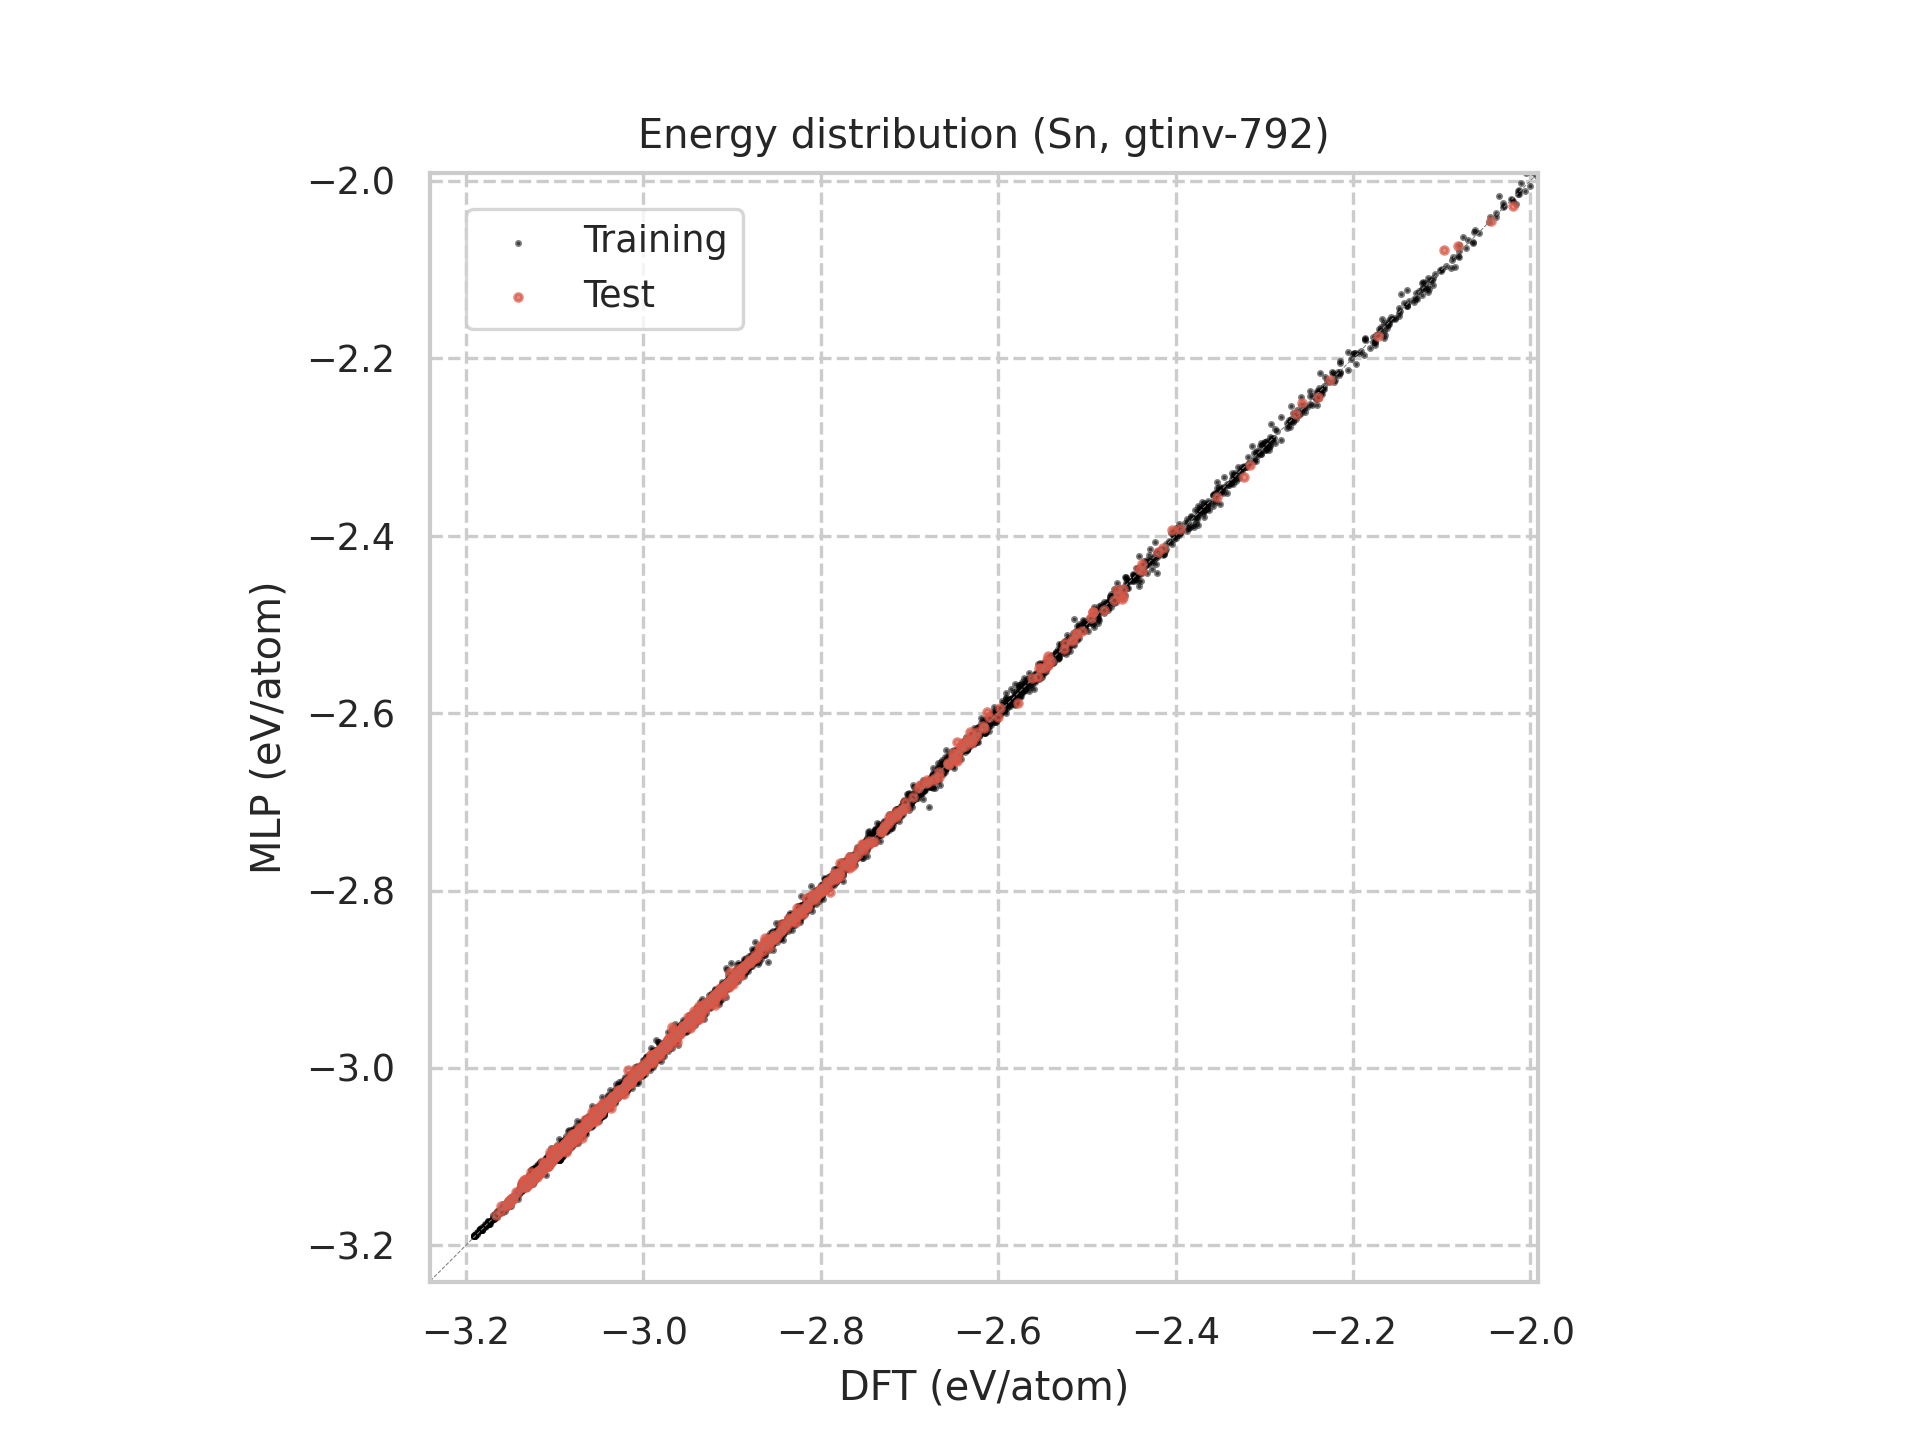 Energy distribution (Sn, gtinv-792)
Training
Test
−2.0
−2.2
−2.4
−2.6
−2.8
−3.0
−3.2
MLP (eV/atom)
−3.2 −3.0 −2.8 −2.6 −2.4 −2.2 −2.0
DFT (eV/atom)